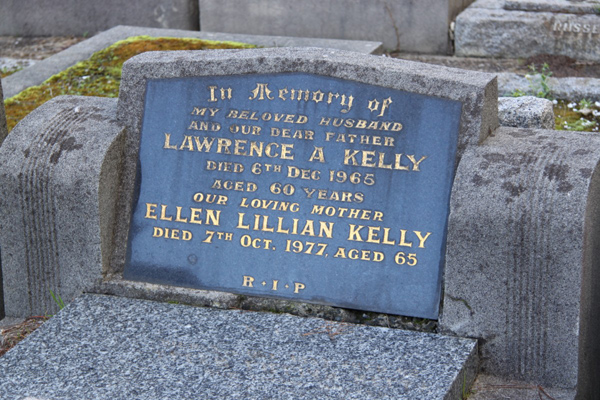 In Memory of
MY BELOVED HUSBAND
AND OUR DEAR FATHER
LAWRENCE A KELLY
DIED 6TH DEC 1965
AGED 60 YEARS
OUR LOVING MOTHER
ELLEN LILLIAN KELLY
DIED 7TH OCT. 1977, AGED 65
R·I·P